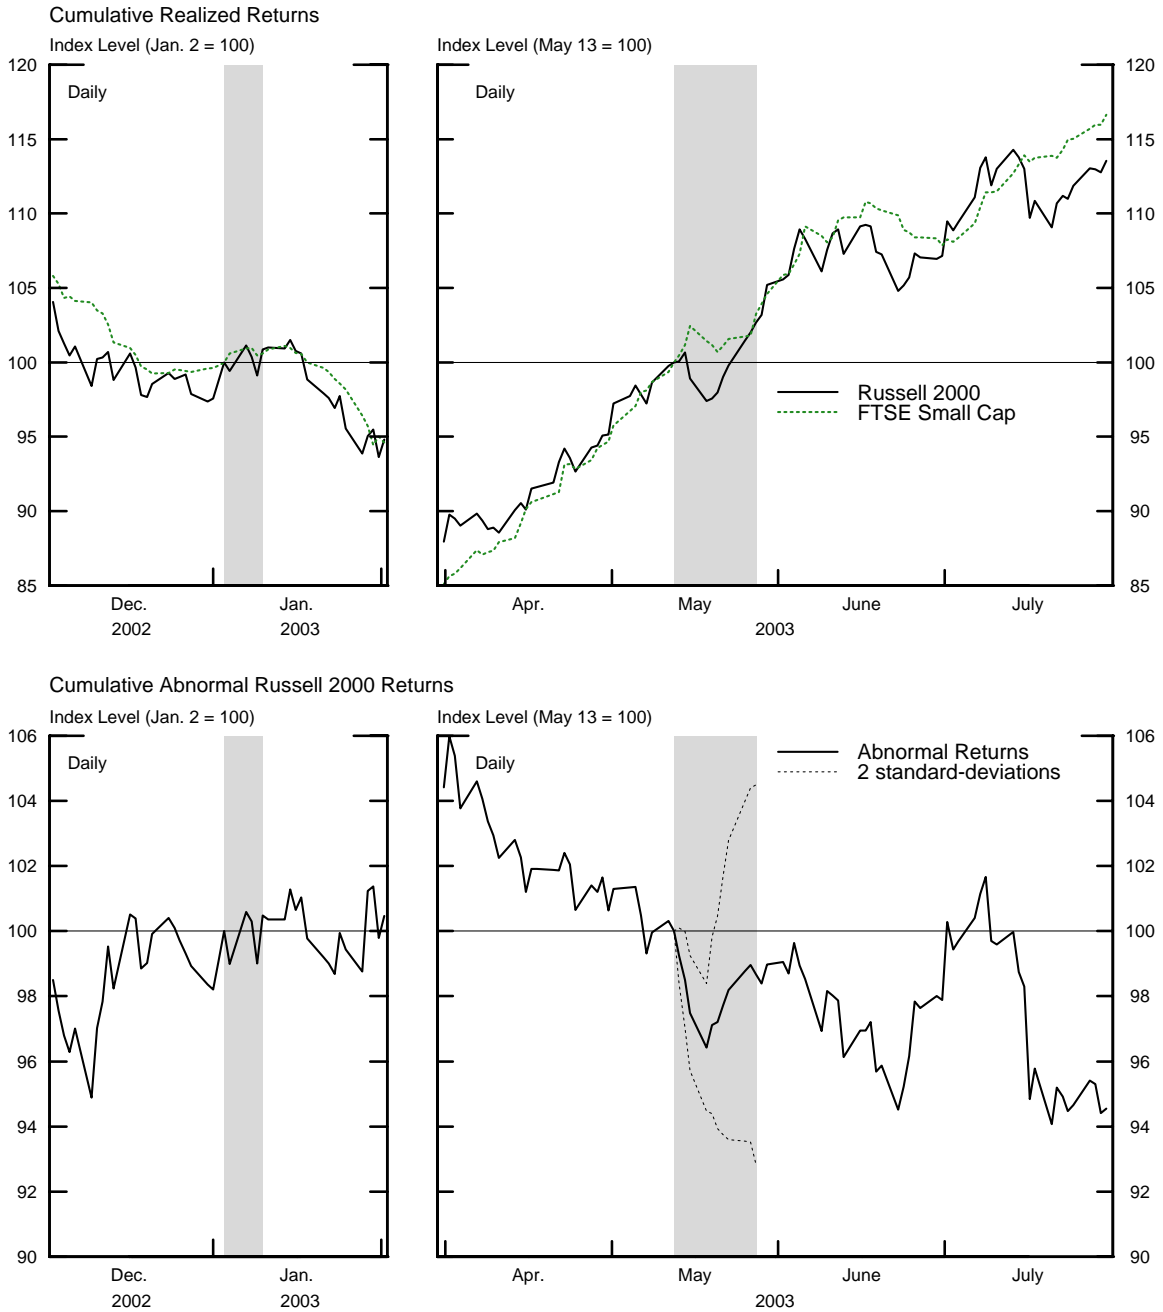 Cumulative Realized Returns
Index Level (Jan. 2 = 100)
Index Level (May 13 = 100)
120
120
Daily
Daily
115
115
110
110
105
105
100
100
Russell 2000
FTSE Small Cap
95
95
90
90
85
85
Dec.
Jan.
Apr.
May
June
July
2002
2003
2003
Cumulative Abnormal Russell 2000 Returns
Index Level (Jan. 2 = 100)
Index Level (May 13 = 100)
106
106
Daily
Daily
Abnormal Returns
2 standard-deviations
104
104
102
102
100
100
98
98
96
96
94
94
92
92
90
90
Dec.
Jan.
Apr.
May
June
July
2002
2003
2003